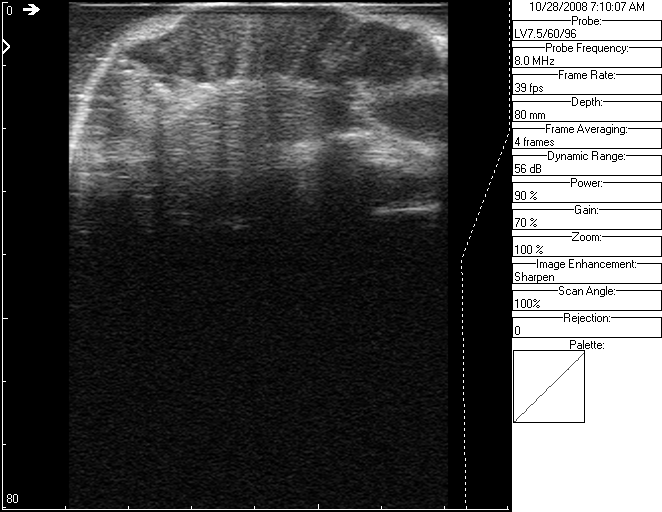 0
80
10/28/2008 7:10:07 AM
Probe:
LV7.5/60/96
Probe Frequency:
8.0 MHz
Frame Rate:
39 fps
Depth:
80 mm
Frame Averaging:
4 frames
Dynamic Range:
56 dB
Power:
90 %
Gain:
70 %
Zoom:
100 %
Image Enhancement:
Sharpen
Scan Angle:
100%
Rejection:
0
Palette: